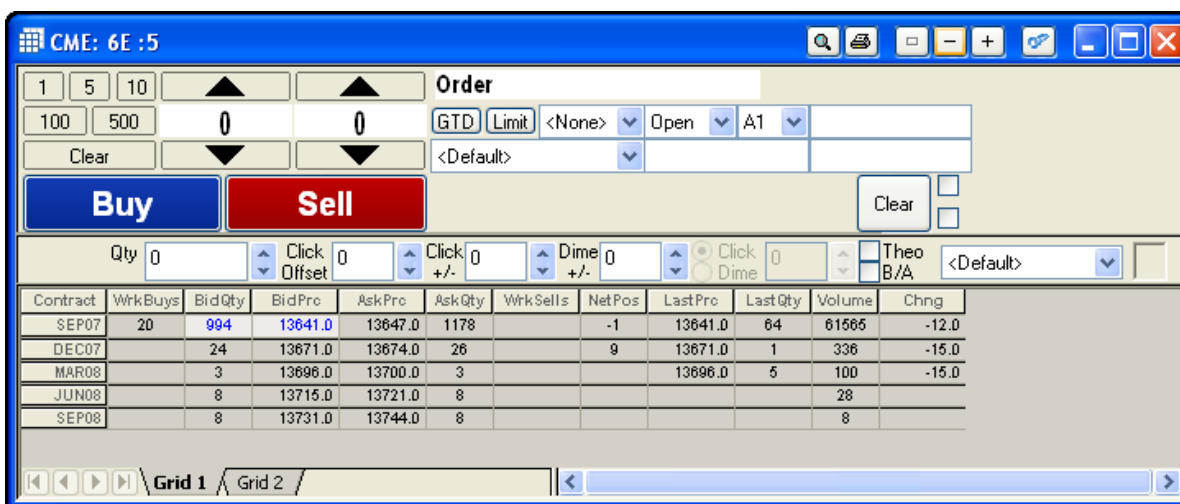 CME: 6E :5
1 5 10 Order
100 500 0 0 GTD Limit <None> Open A1
Clear <Default>
Buy Sell Clear
Qty 0 Click Offset 0 Click +/- 0 Dime +/- 0 Click Dime 0 Theo B/A <Default>
Contract WrkBuys BidQty BidPrc AskPrc AskQty WrkSells NetPos LastPrc LastQty Volume Chng
SEP07 20 994 13641.0 13647.0 1178 -1 13641.0 64 61565 -12.0
DEC07 24 13671.0 13674.0 26 9 13671.0 1 336 -15.0
MAR08 3 13696.0 13700.0 3 13696.0 5 100 -15.0
JUN08 8 13715.0 13721.0 8 28
SEP08 8 13731.0 13744.0 8 8
Grid 1 Grid 2